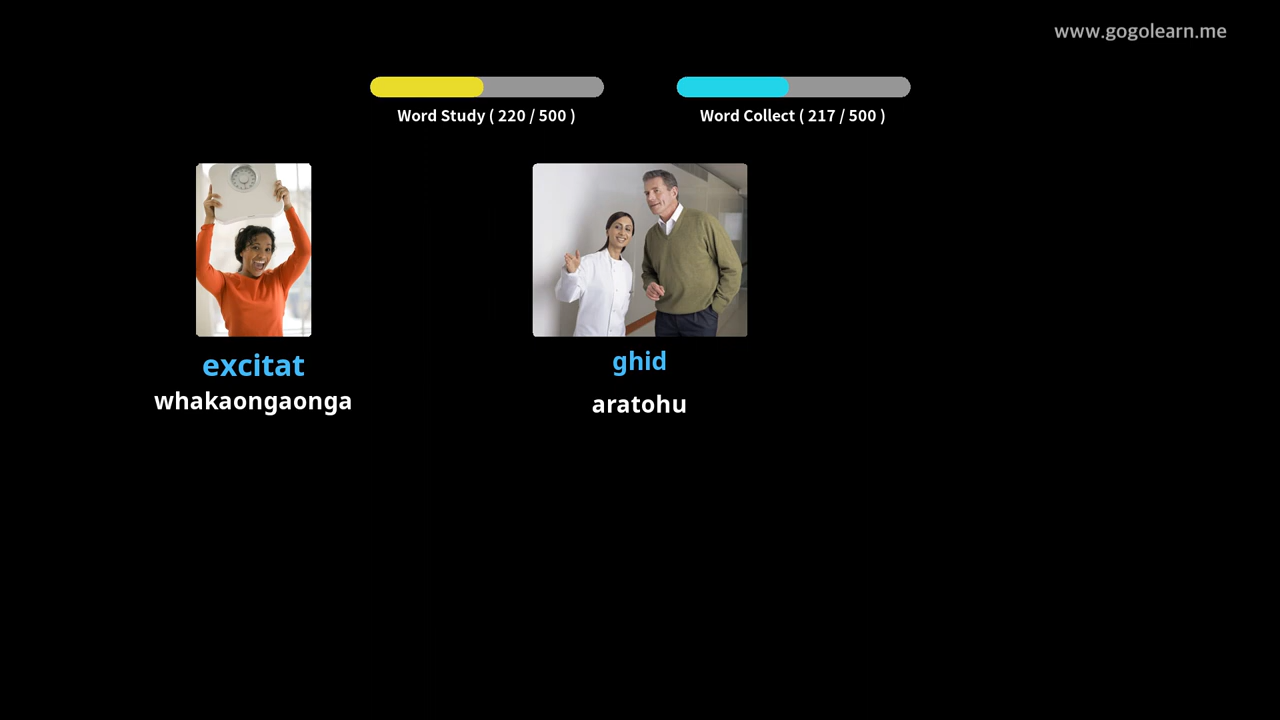 www.gogolearn.me
Word Study ( 220 / 500 )
Word Collect ( 217 / 500 )
excitat
whakaongaonga
ghid
aratohu